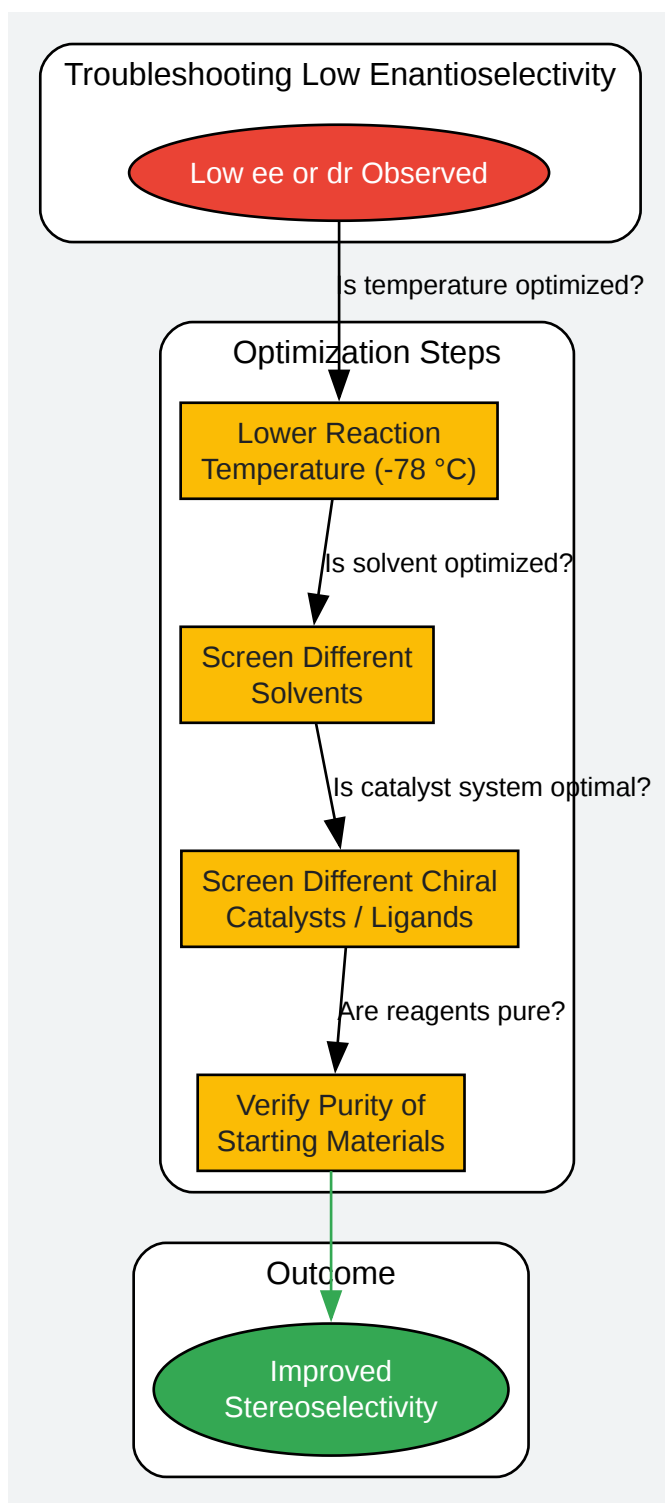 Troubleshooting Low Enantioselectivity
Low ee or dr Observed
Is temperature optimized?
Optimization Steps
Lower Reaction
Temperature (-78 °C)
Is solvent optimized?
Screen Different
Solvents
Is catalyst system optimal?
Screen Different Chiral
Catalysts / Ligands
Are reagents pure?
Verify Purity of
Starting Materials
Outcome
Improved
Stereoselectivity